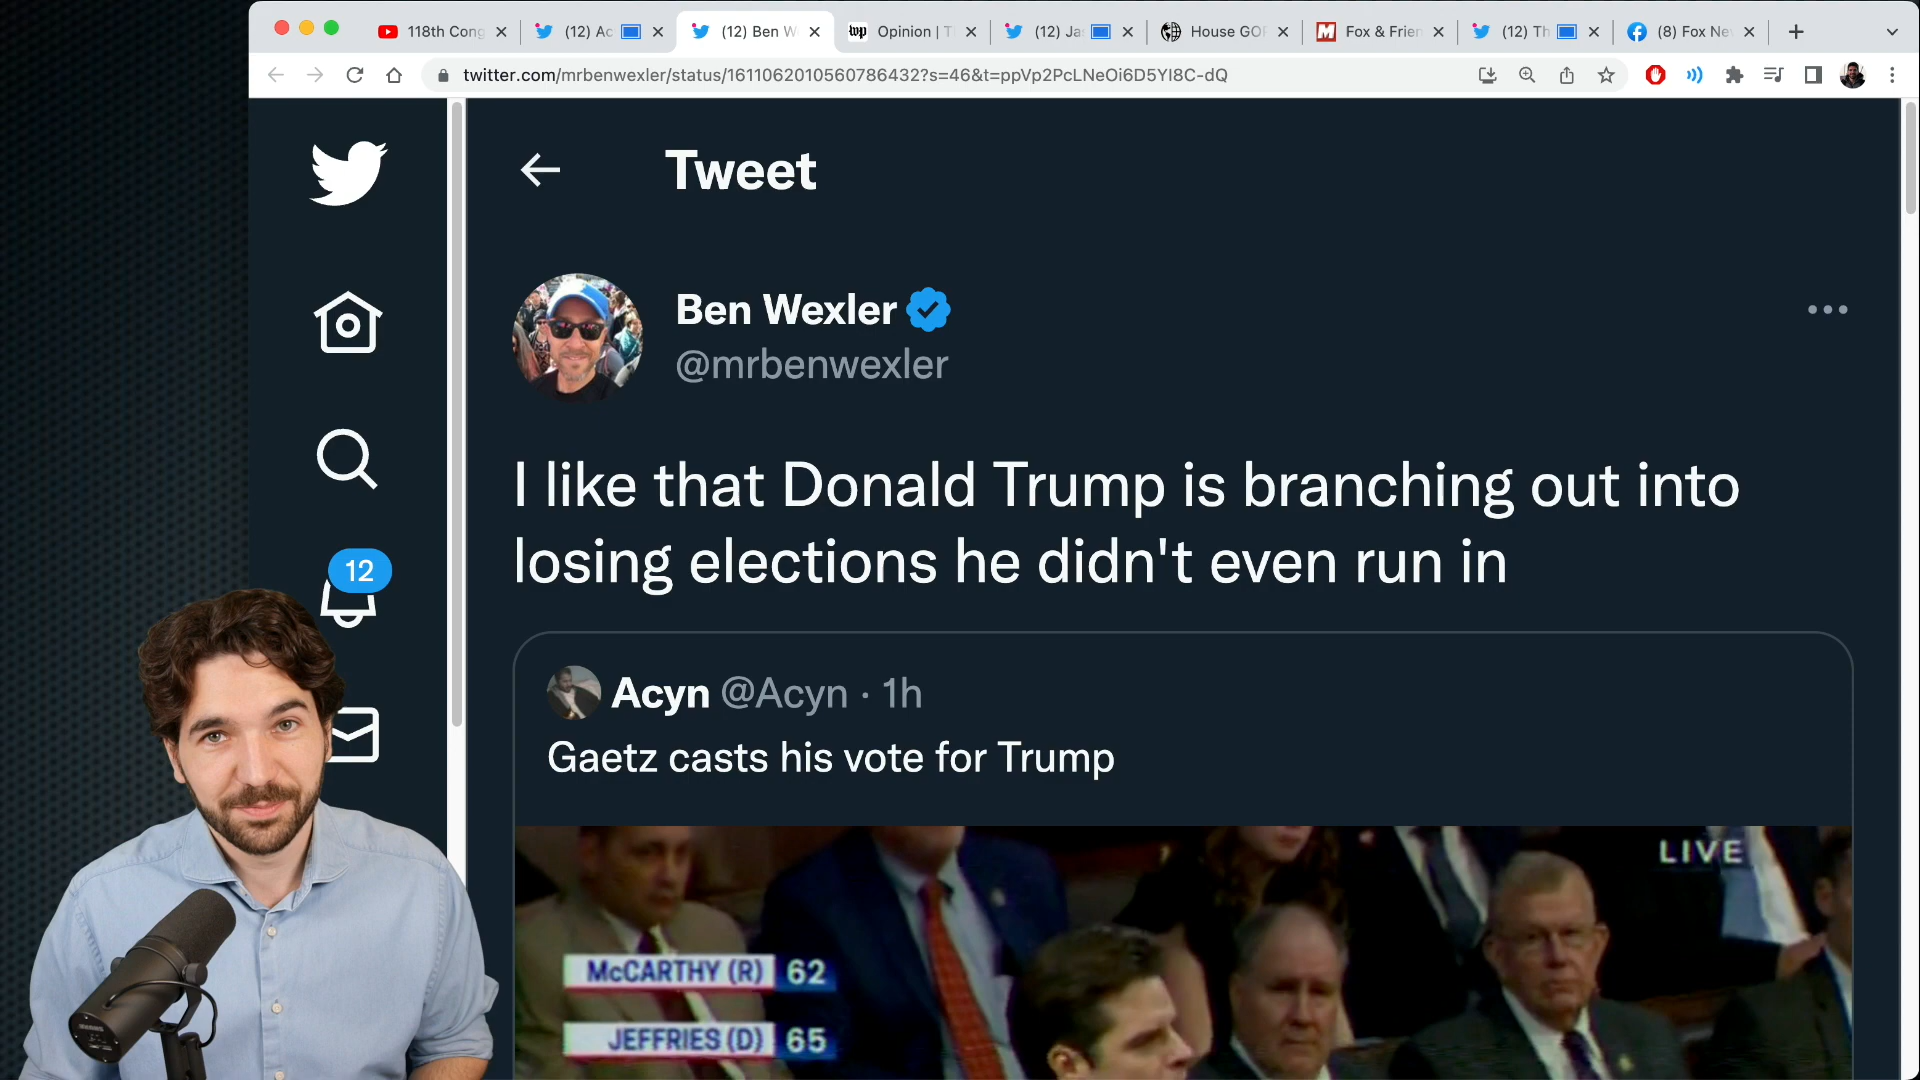 118th Cong
(12) Ac
(12) Ben W
wp
Opinion | T
(12) Ja
House GOP
M
Fox & Frien
(12) Th
(8) Fox Ne
twitter.com/mrbenwexler/status/1611062010560786432?s=46&t=ppVp2PcLNeOi6D5YI8C-dQ
Tweet
Ben Wexler
@mrbenwexler
I like that Donald Trump is branching out into
losing elections he didn't even run in
12
Acyn @Acyn · 1h
Gaetz casts his vote for Trump
LIVE
McCARTHY (R) 62
JEFFRIES (D) 65